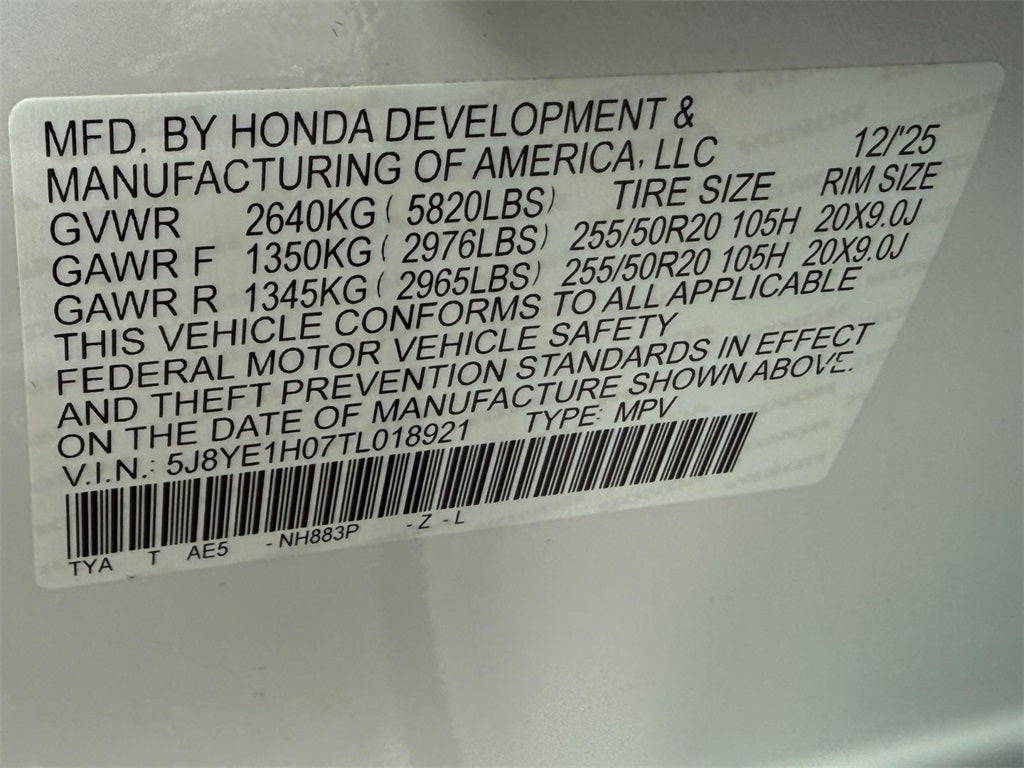 MFD. BY HONDA DEVELOPMENT &
MANUFACTURING OF AMERICA, LLC 12/'25
GVWR 2640KG ( 5820LBS) TIRE SIZE RIM SIZE
GAWR F 1350KG ( 2976LBS) 255/50R20 105H 20X9.0J
GAWR R 1345KG ( 2965LBS) 255/50R20 105H 20X9.0J
THIS VEHICLE CONFORMS TO ALL APPLICABLE
FEDERAL MOTOR VEHICLE SAFETY
AND THEFT PREVENTION STANDARDS IN EFFECT
ON THE DATE OF MANUFACTURE SHOWN ABOVE.
V.I.N.: 5J8YE1H07TL018921 TYPE: MPV
TYA T AE5 - NH883P - Z - L